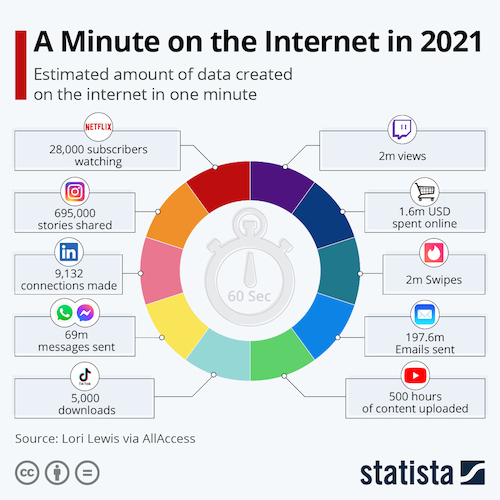 A Minute on the Internet in 2021
Estimated amount of data created
on the internet in one minute
NETFLIX
28,000 subscribers
watching
2m views
695,000
stories shared
1.6m USD
spent online
in
9,132
connections made
2m Swipes
69m
messages sent
197.6m
Emails sent
TikTok
5,000
downloads
500 hours
of content uploaded
60 Sec
Source: Lori Lewis via AllAccess
cc
statista